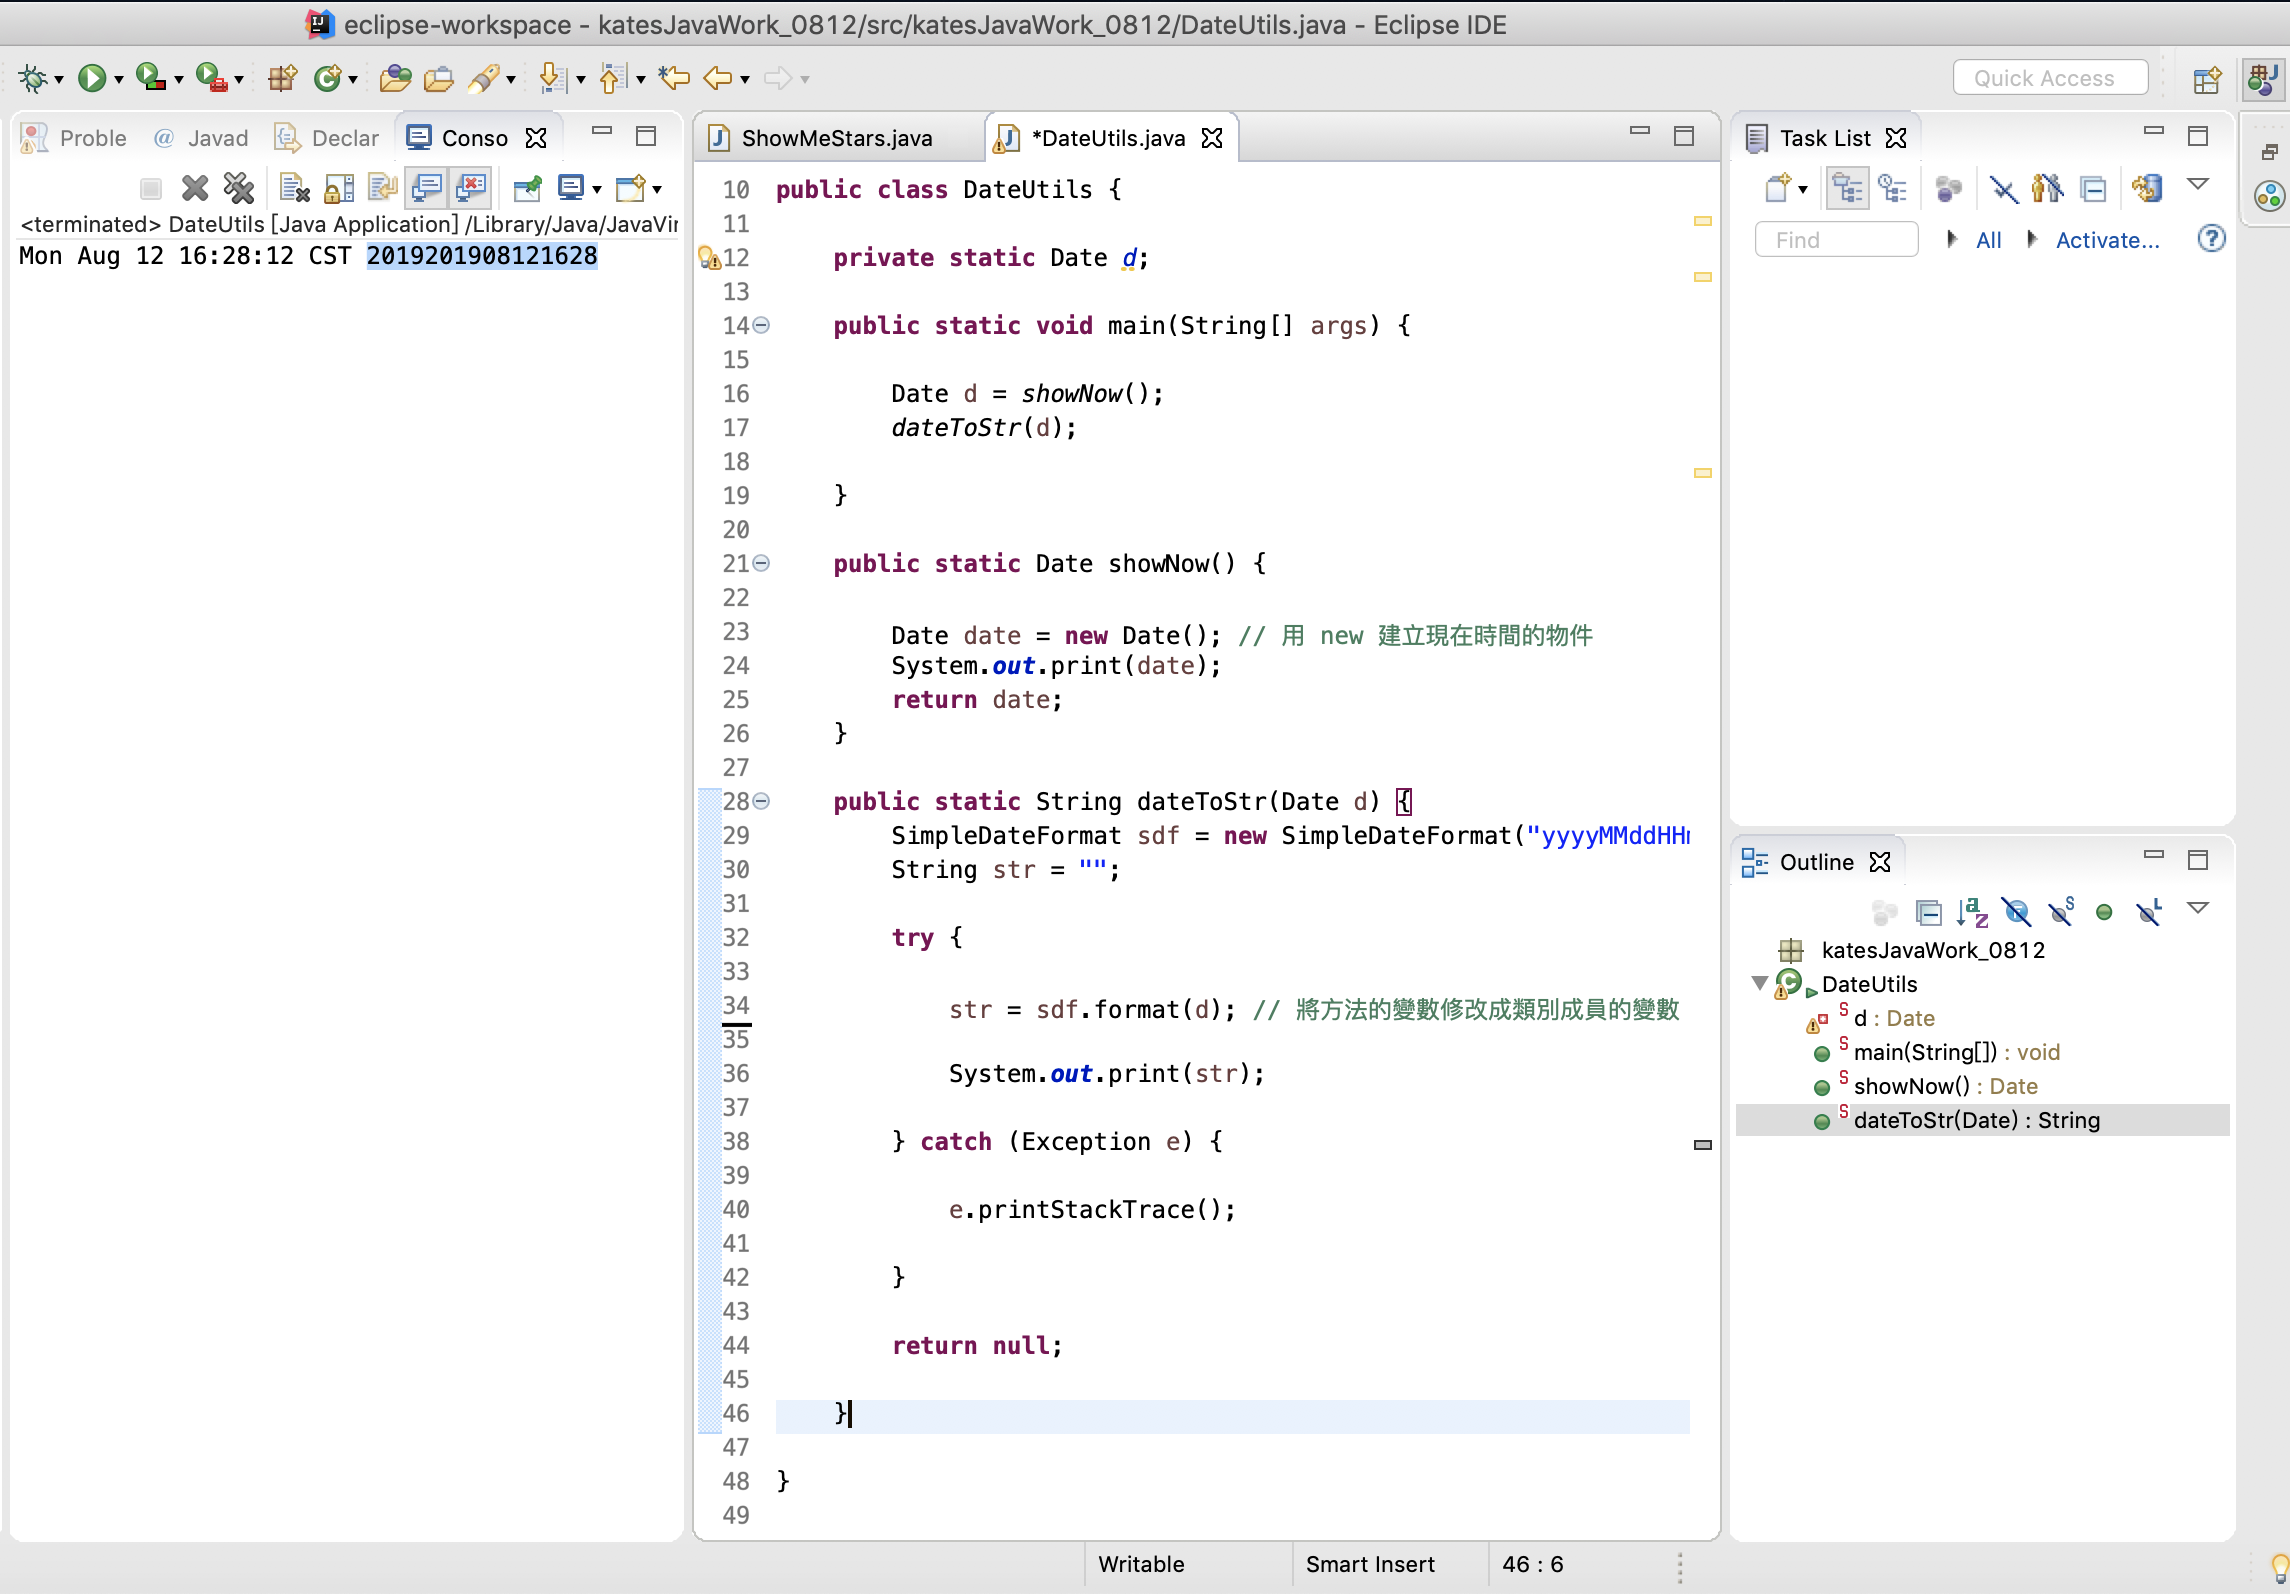 eclipse-workspace - katesJavaWork_0812/src/katesJavaWork_0812/DateUtils.java - Eclipse IDE
Quick Access
Proble @ Javad Declar Conso
<terminated> DateUtils [Java Application] /Library/Java/JavaVir
Mon Aug 12 16:28:12 CST 2019201908121628
ShowMeStars.java *DateUtils.java
10 public class DateUtils {
11
12 private static Date d;
13
14 public static void main(String[] args) {
15
16 Date d = showNow();
17 dateToStr(d);
18
19 }
20
21 public static Date showNow() {
22
23 Date date = new Date(); // 用 new 建立現在時間的物件
24 System.out.print(date);
25 return date;
26 }
27
28 public static String dateToStr(Date d) {
29 SimpleDateFormat sdf = new SimpleDateFormat("yyyyMMddHH
30 String str = "";
31
32 try {
33
34 str = sdf.format(d); // 將方法的變數修改成類別成員的變數
35
36 System.out.print(str);
37
38 } catch (Exception e) {
39
40 e.printStackTrace();
41
42 }
43
44 return null;
45
46 }
47
48 }
49
Task List
Find All Activate...
Outline
katesJavaWork_0812
DateUtils
d : Date
main(String[]) : void
showNow() : Date
dateToStr(Date) : String
Writable Smart Insert 46 : 6